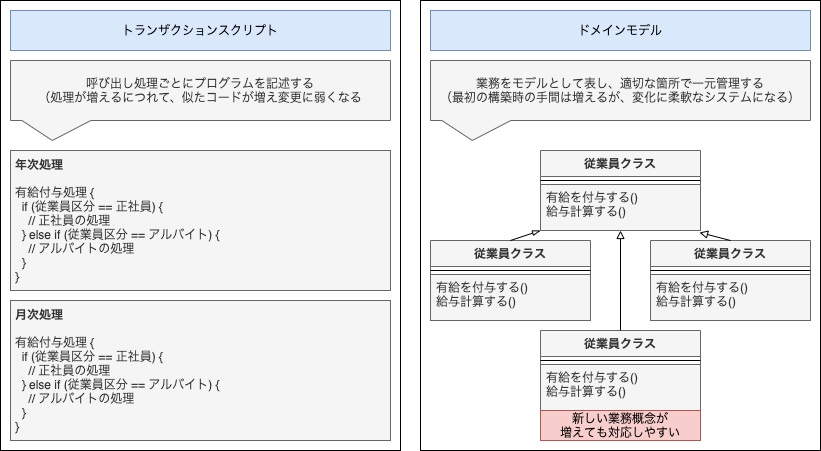 トランザクションスクリプト
呼び出し処理ごとにプログラムを記述する
（処理が増えるにつれて、似たコードが増え変更に弱くなる
年次処理
有給付与処理 {
if (従業員区分 == 正社員) {
// 正社員の処理
} else if (従業員区分 == アルバイト) {
// アルバイトの処理
}
}
月次処理
有給付与処理 {
if (従業員区分 == 正社員) {
// 正社員の処理
} else if (従業員区分 == アルバイト) {
// アルバイトの処理
}
}
ドメインモデル
業務をモデルとして表し、適切な箇所で一元管理する
（最初の構築時の手間は増えるが、変化に柔軟なシステムになる）
従業員クラス
有給を付与する()
給与計算する()
従業員クラス
有給を付与する()
給与計算する()
従業員クラス
有給を付与する()
給与計算する()
従業員クラス
有給を付与する()
給与計算する()
新しい業務概念が
増えても対応しやすい